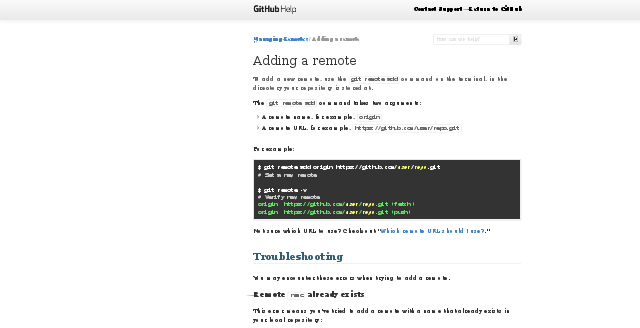 GitHub Help
Contact Support Return to GitHub
Managing Remotes / Adding a remote
How can we help?
Adding a remote
To add a new remote, use the git remote add command on the terminal, in the
directory your repository is stored at.
The git remote add command takes two arguments:
A remote name, for example, origin
A remote URL, for example, https://github.com/user/repo.git
For example:
$ git remote add origin https://github.com/user/repo.git
# Set a new remote
$ git remote -v
# Verify new remote
origin https://github.com/user/repo.git (fetch)
origin https://github.com/user/repo.git (push)
Not sure which URL to use? Check out "Which remote URL should I use?."
Troubleshooting
You may encounter these errors when trying to add a remote.
Remote name already exists
This error means you've tried to add a remote with a name that already exists in
your local repository: